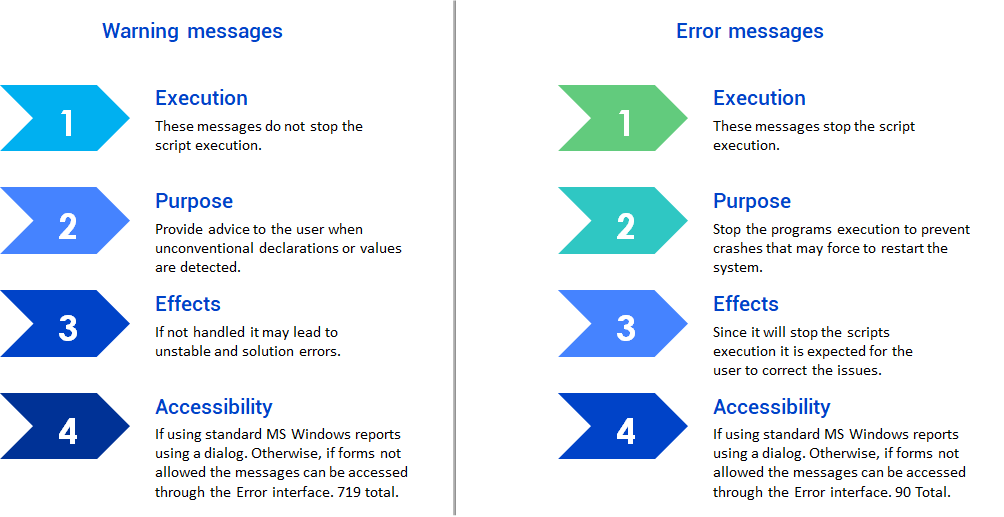 Warning messages
1
Execution
These messages do not stop the
script execution.
2
Purpose
Provide advice to the user when
unconventional declarations or values
are detected.
3
Effects
If not handled it may lead to
unstable and solution errors.
4
Accessibility
If using standard MS Windows reports
using a dialog. Otherwise, if forms not
allowed the messages can be accessed
through the Error interface. 719 total.
Error messages
1
Execution
These messages stop the script
execution.
2
Purpose
Stop the programs execution to prevent
crashes that may force to restart the
system.
3
Effects
Since it will stop the scripts
execution it is expected for the
user to correct the issues.
4
Accessibility
If using standard MS Windows reports
using a dialog. Otherwise, if forms not
allowed the messages can be accessed
through the Error interface. 90 Total.